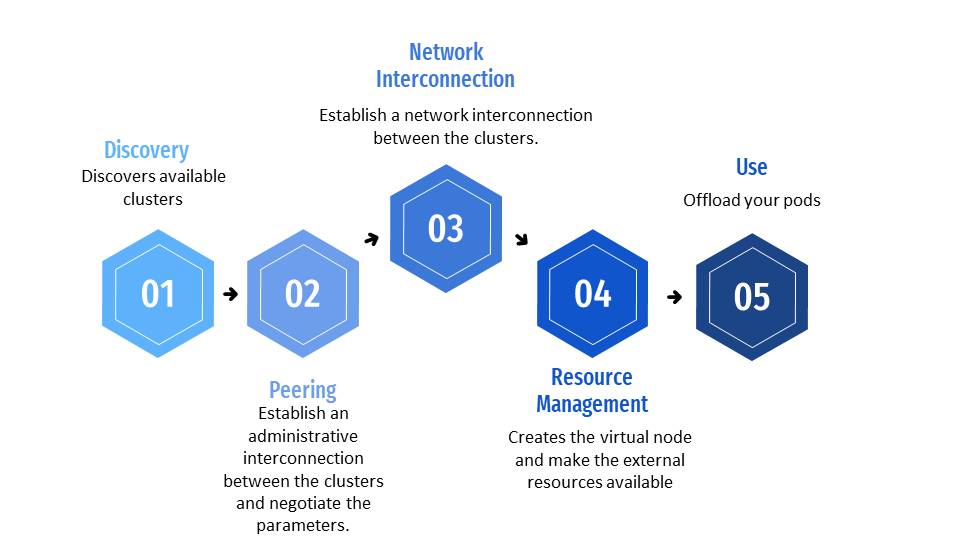 Discovery
Discovers available
clusters
01
02
Peering
Establish an
administrative
interconnection
between the clusters
and negotiate the
parameters.
Network
Interconnection
Establish a network interconnection
between the clusters.
03
04
Resource
Management
Creates the virtual node
and make the external
resources available
Use
Offload your pods
05